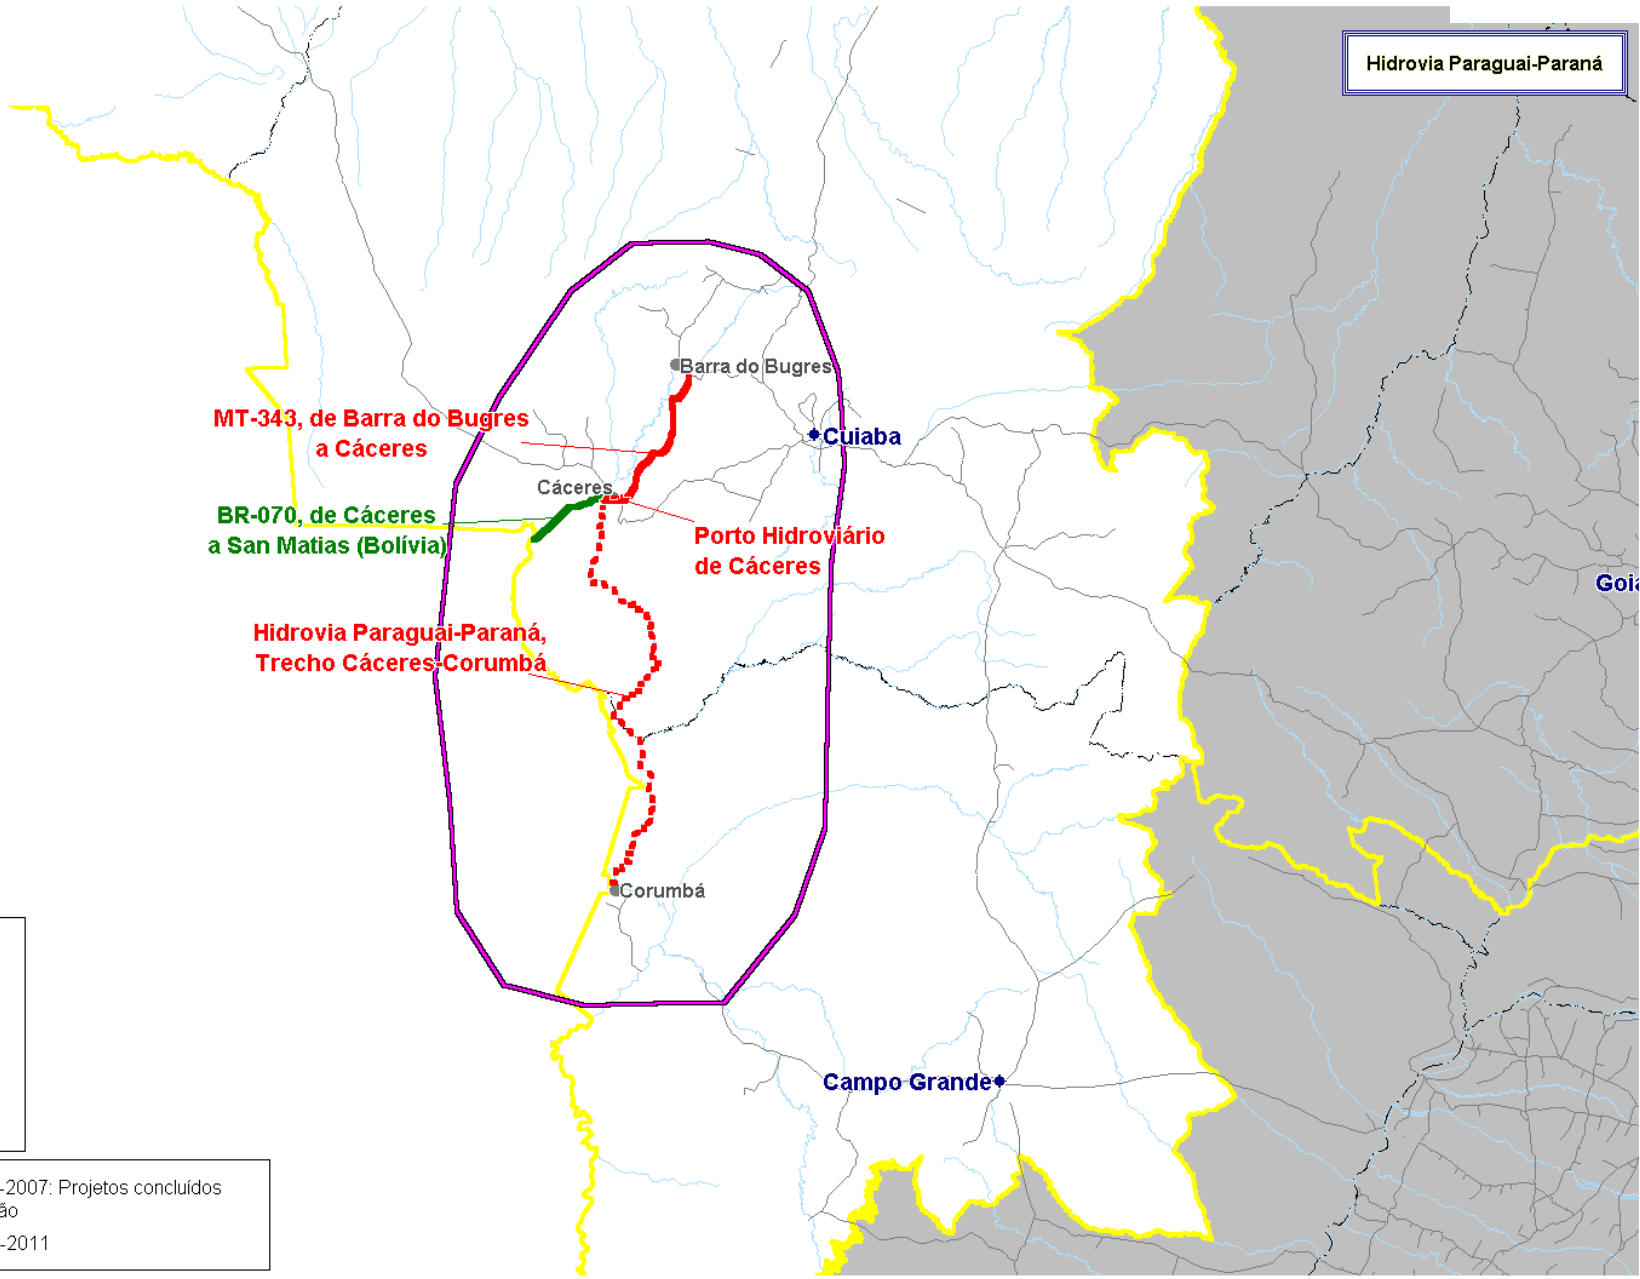 Hidrovia Paraguai-Paraná
Barra do Bugres
MT-343, de Barra do Bugres
a Cáceres
Cuiaba
Cáceres
BR-070, de Cáceres
a San Matias (Bolívia)
Porto Hidroviário
de Cáceres
Goiá
Hidrovia Paraguai-Paraná,
Trecho Cáceres-Corumbá
Corumbá
Campo Grande
-2007: Projetos concluídos
ão
-2011